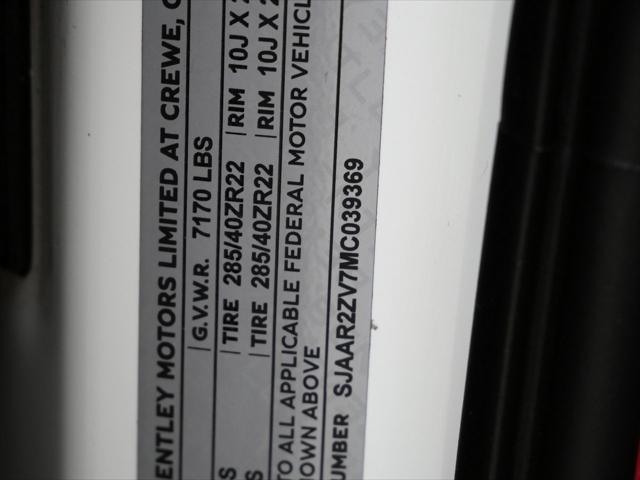 ENTLEY MOTORS LIMITED AT CREWE,
G.V.W.R. 7170 LBS
TIRE 285/40ZR22 RIM 10J X
TIRE 285/40ZR22 RIM 10J X
TO ALL APPLICABLE FEDERAL MOTOR VEHICL
OWN ABOVE
UMBER SJAAR2ZV7MC039369